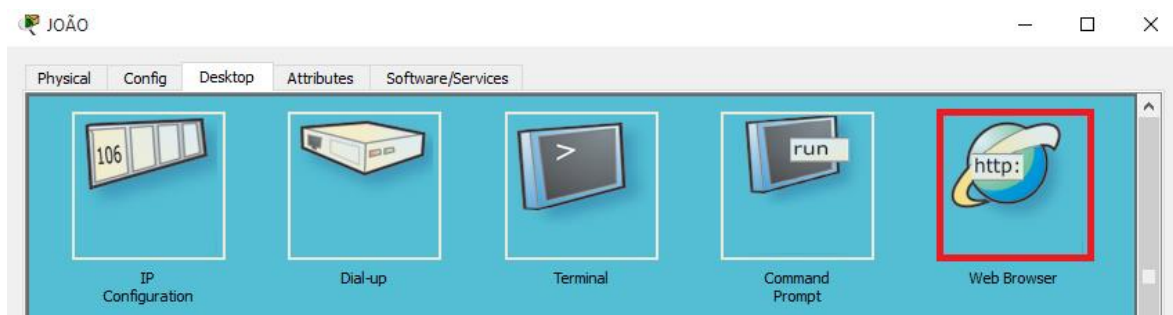 JOÃO
Physical Config Desktop Attributes Software/Services
106
>
run
http:
IP Configuration
Dial-up
Terminal
Command Prompt
Web Browser